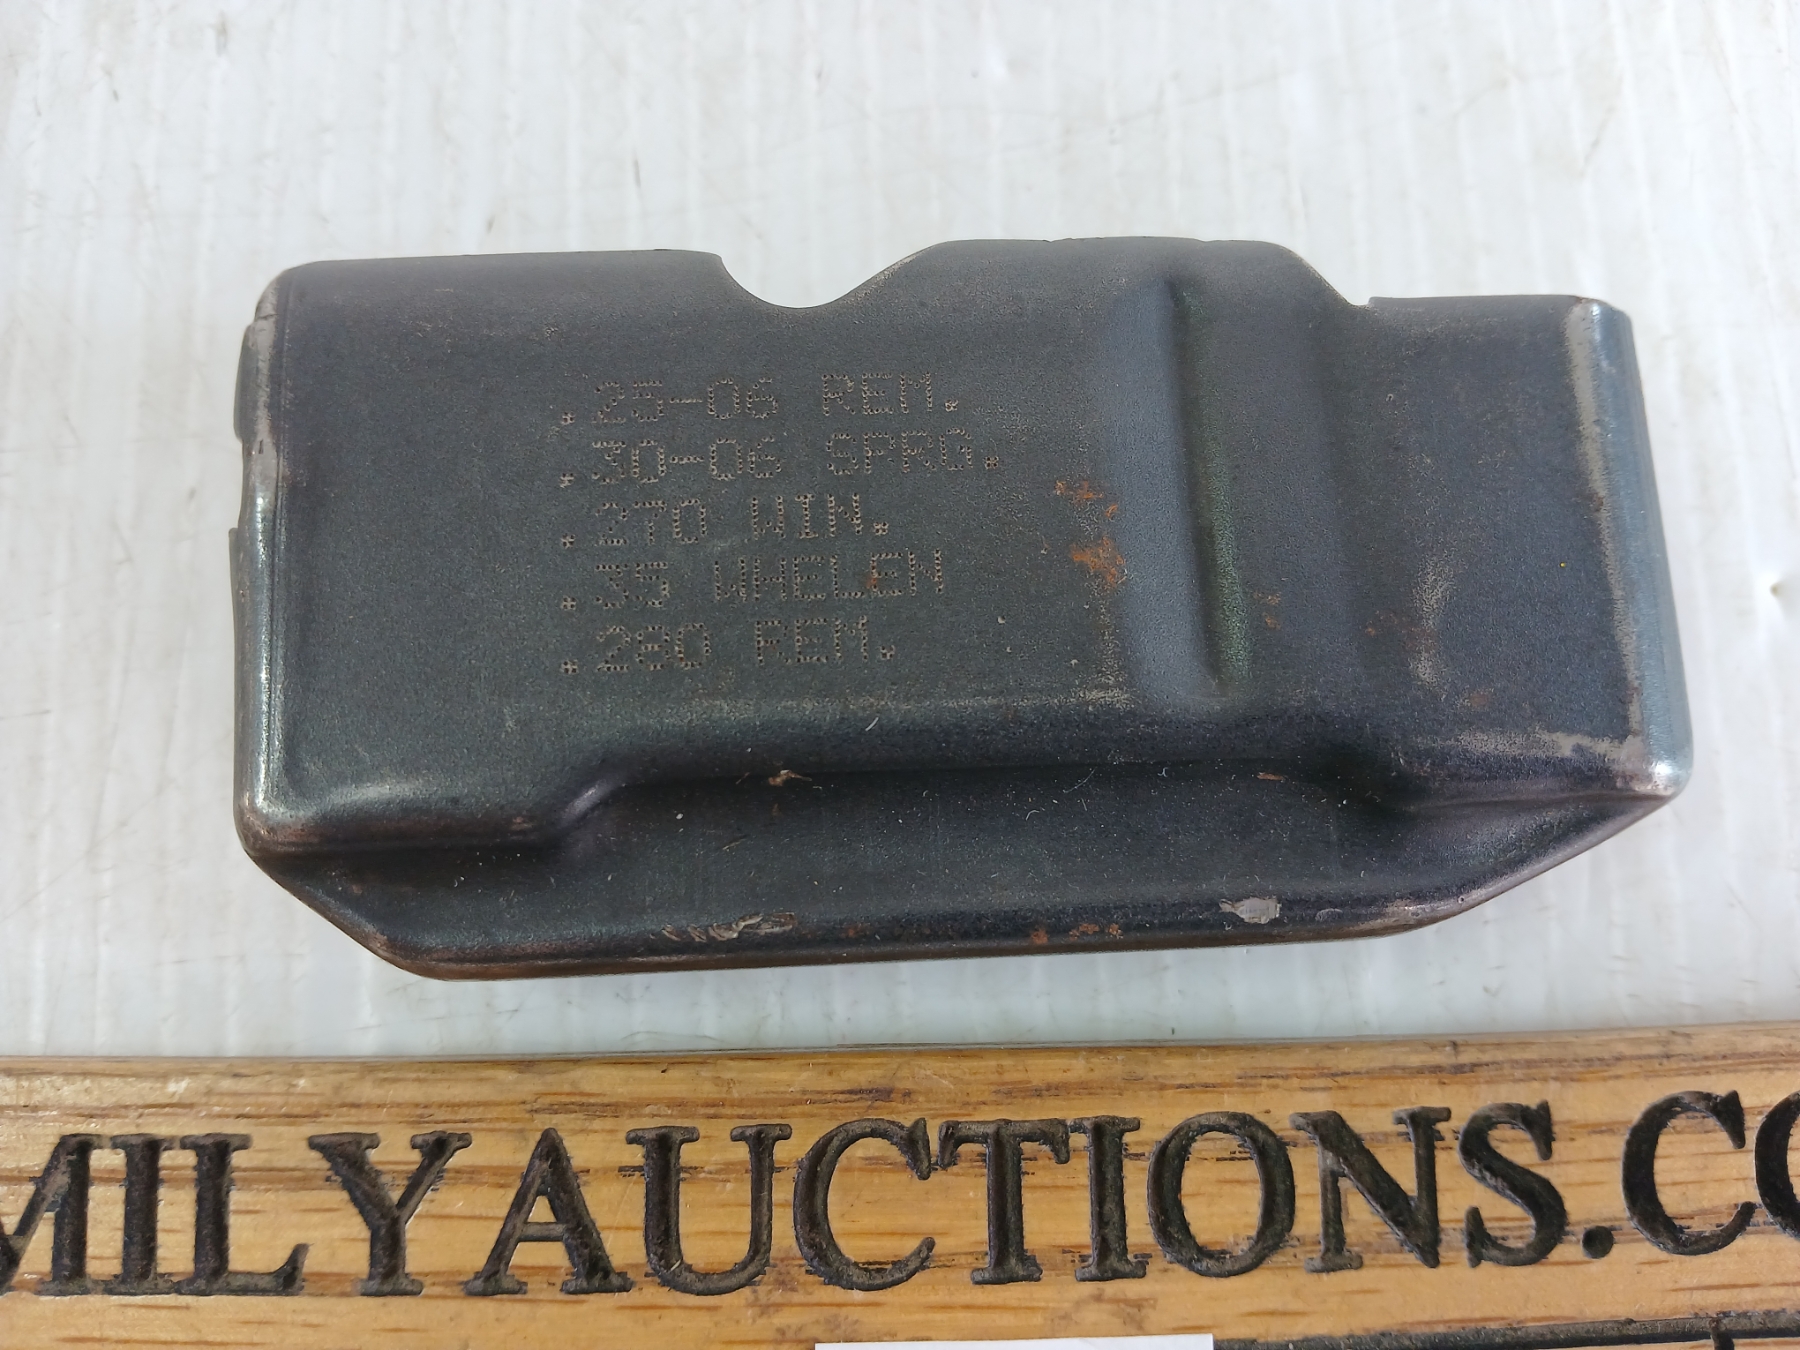 .25-06 REM.
.30-06 SPRG.
.270 WIN.
.35 WHELEN
.280 REM.
MILYAUCTIONS.CO